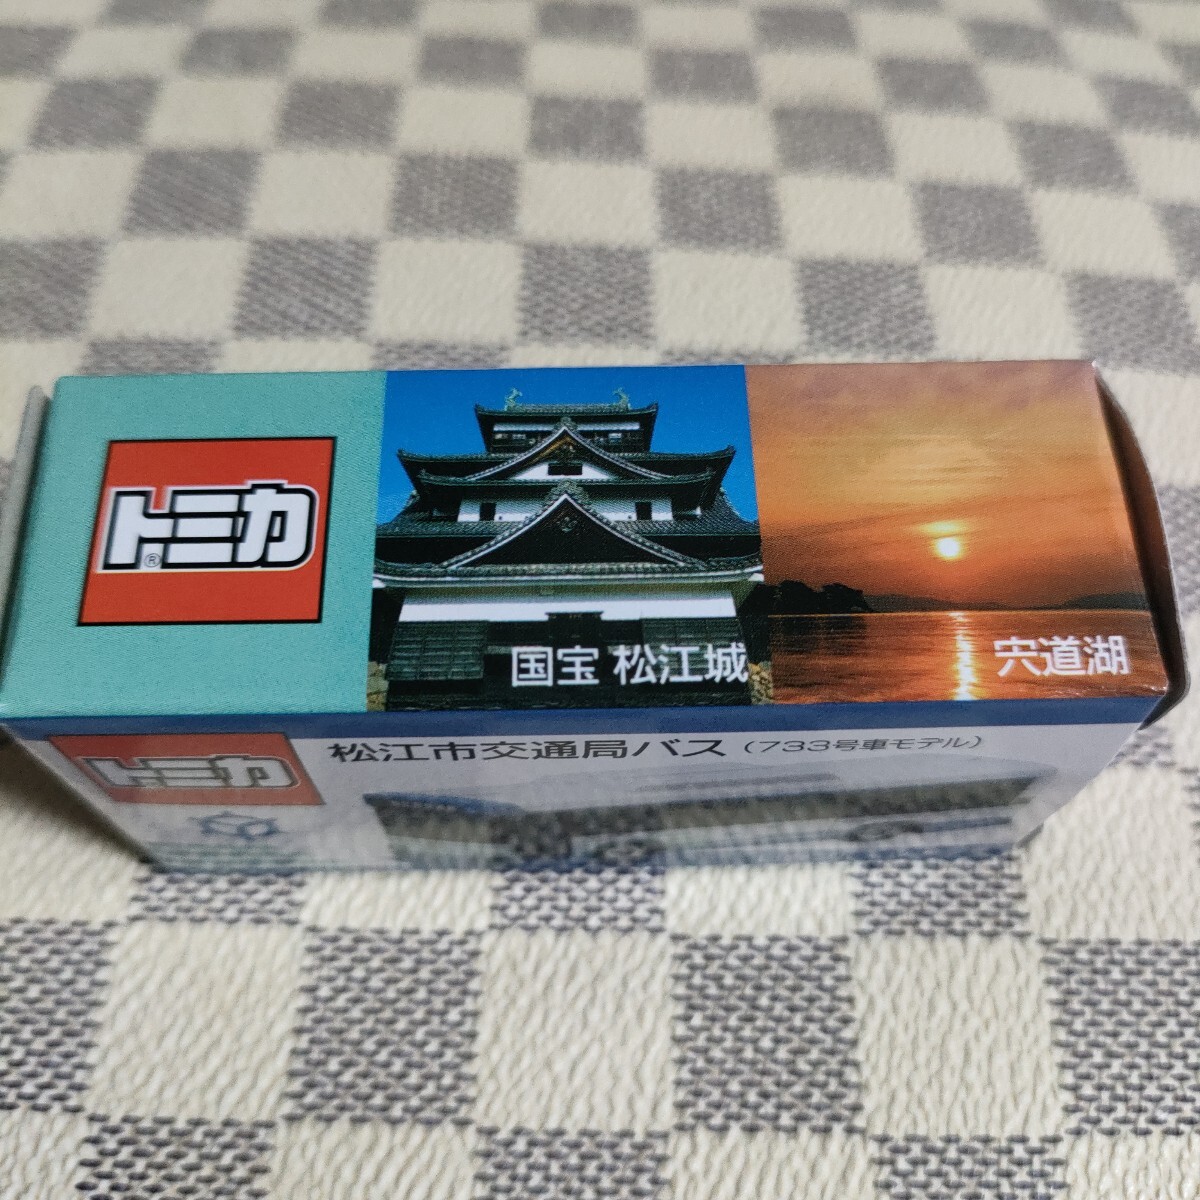 トミカ®
国宝 松江城
宍道湖
トミカ
松江市交通局バス（733号車モデル）